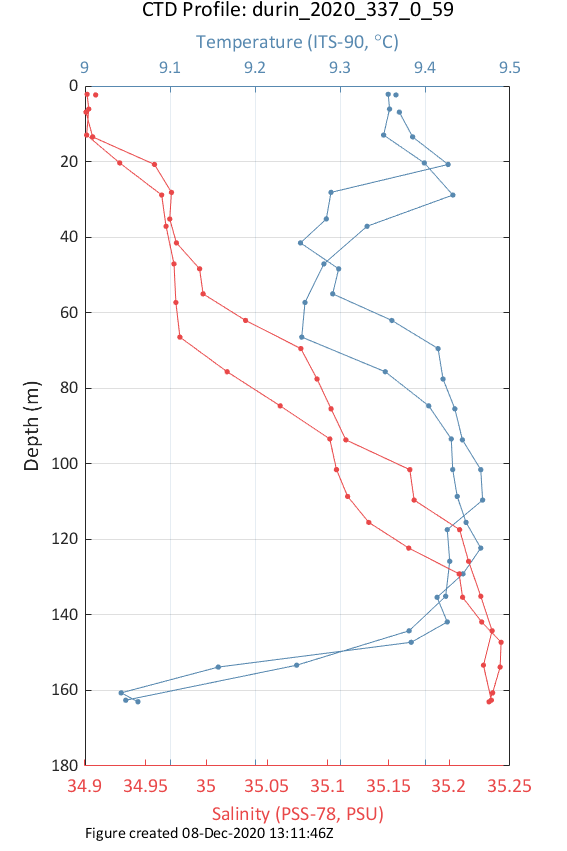 CTD Profile: durin_2020_337_0_59
Temperature (ITS-90, °C)
9 9.1 9.2 9.3 9.4 9.5
0
20
40
60
80
100
120
140
160
180
Depth (m)
34.9 34.95 35 35.05 35.1 35.15 35.2 35.25
Salinity (PSS-78, PSU)
Figure created 08-Dec-2020 13:11:46Z